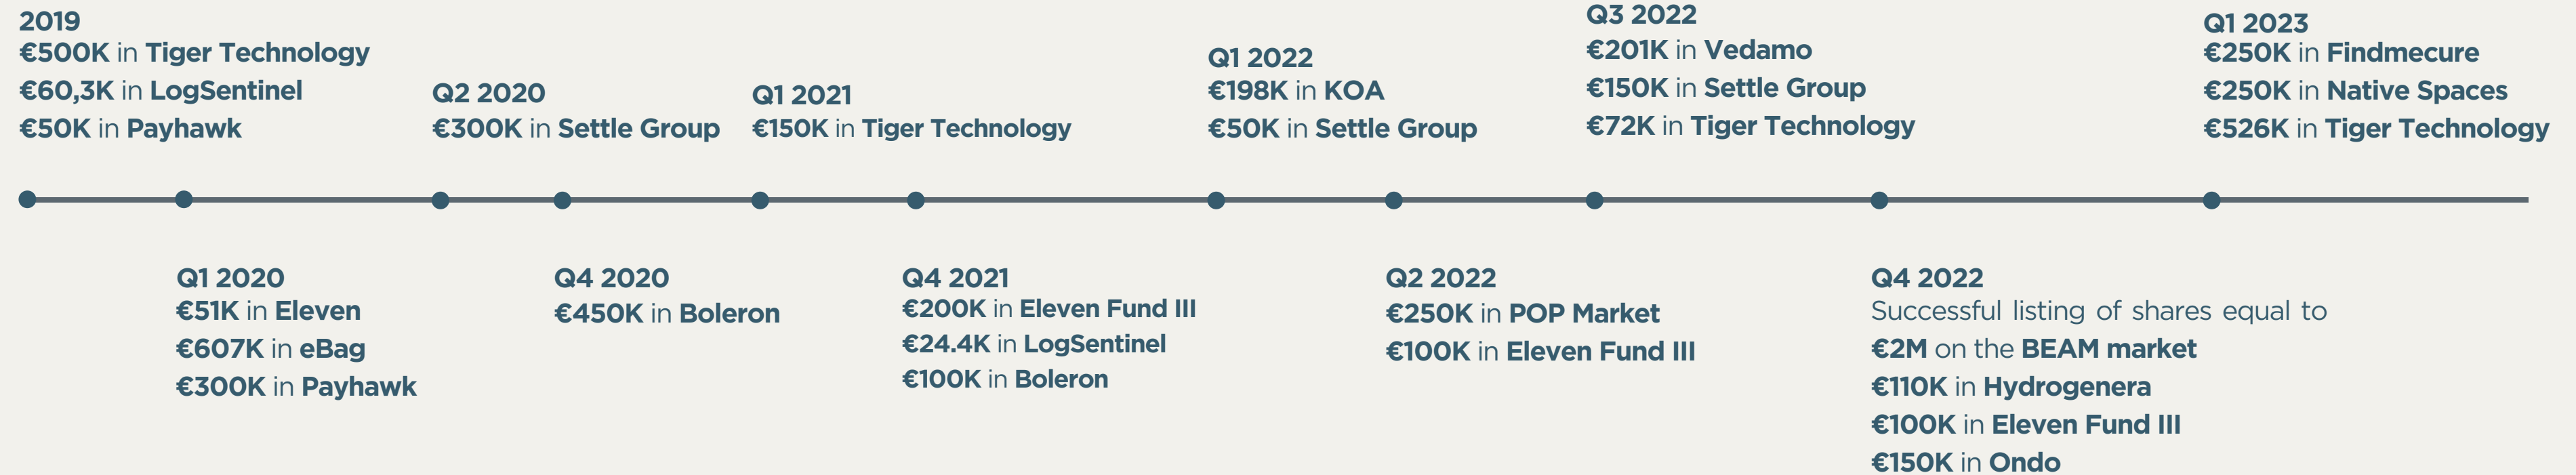 2019
€500K in Tiger Technology
€60,3K in LogSentinel
€50K in Payhawk
Q1 2020
€51K in Eleven
€607K in eBag
€300K in Payhawk
Q2 2020
€300K in Settle Group
Q4 2020
€450K in Boleron
Q1 2021
€150K in Tiger Technology
Q4 2021
€200K in Eleven Fund III
€24.4K in LogSentinel
€100K in Boleron
Q1 2022
€198K in KOA
€50K in Settle Group
Q2 2022
€250K in POP Market
€100K in Eleven Fund III
Q3 2022
€201K in Vedamo
€150K in Settle Group
€72K in Tiger Technology
Q4 2022
Successful listing of shares equal to
€2M on the BEAM market
€110K in Hydrogenera
€100K in Eleven Fund III
€150K in Ondo
Q1 2023
€250K in Findmecure
€250K in Native Spaces
€526K in Tiger Technology